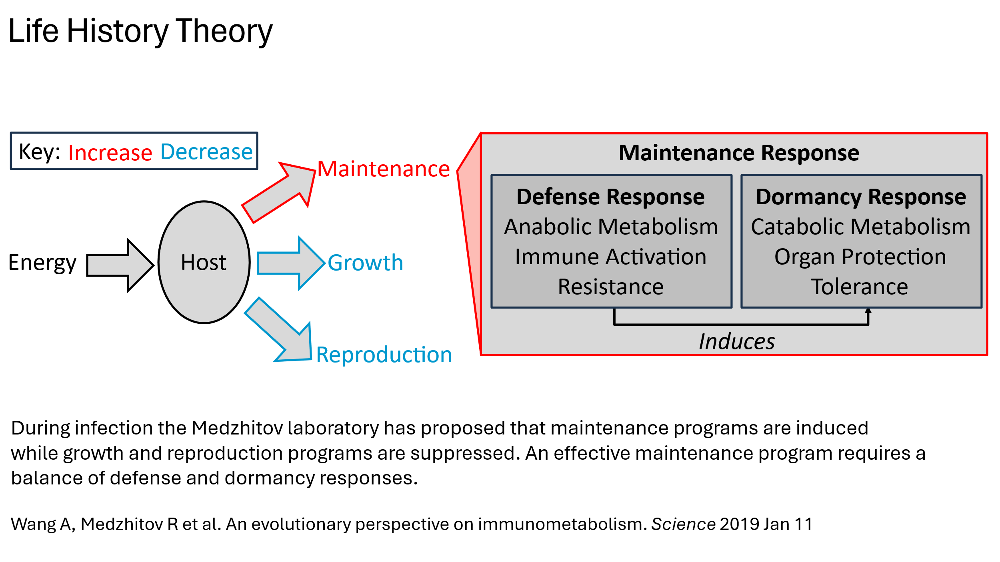 Life History Theory
Key: Increase Decrease
Energy
Host
Maintenance
Growth
Reproduction
Maintenance Response
Defense Response
Anabolic Metabolism
Immune Activation
Resistance
Dormancy Response
Catabolic Metabolism
Organ Protection
Tolerance
Induces
During infection the Medzhitov laboratory has proposed that maintenance programs are induced
while growth and reproduction programs are suppressed. An effective maintenance program requires a
balance of defense and dormancy responses.
Wang A, Medzhitov R et al. An evolutionary perspective on immunometabolism. Science 2019 Jan 11